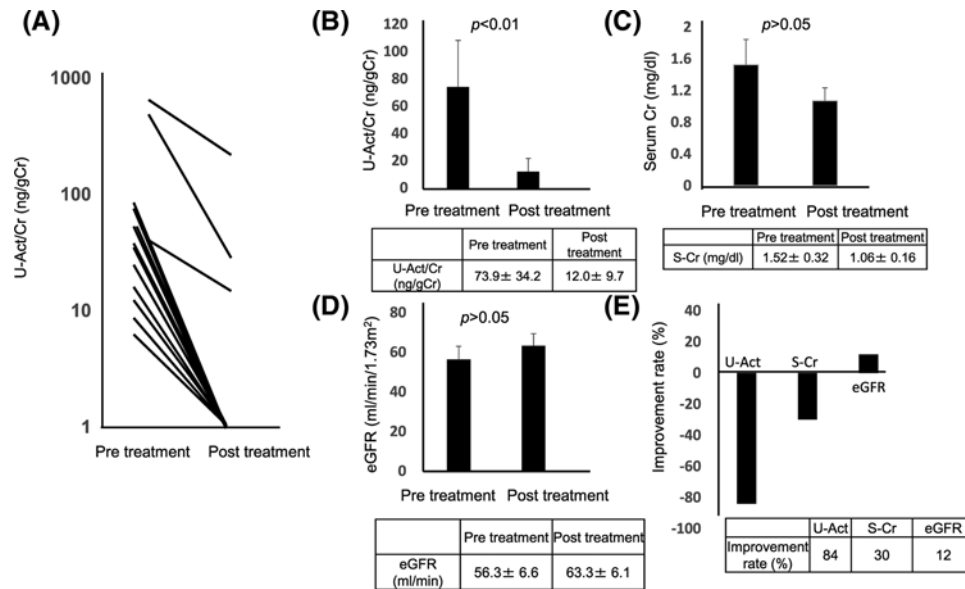 (A)
U-Act/Cr (ng/gCr)
1000
100
10
1
Pre treatment Post treatment
(B)
p<0.01
U-Act/Cr (ng/gCr)
120
100
80
60
40
20
0
Pre treatment Post treatment
Pre treatment Post treatment
U-Act/Cr (ng/gCr) 73.9± 34.2 12.0± 9.7
(C)
p>0.05
Serum Cr (mg/dl)
2
1.6
1.2
0.8
0.4
0
Pre treatment Post treatment
Pre treatment Post treatment
S-Cr (mg/dl) 1.52± 0.32 1.06± 0.16
(D)
p>0.05
eGFR (ml/min/1.73m²)
80
60
40
20
0
Pre treatment Post treatment
Pre treatment Post treatment
eGFR (ml/min) 56.3± 6.6 63.3± 6.1
(E)
Improvement rate (%)
40
20
0
-20
-40
-60
-80
-100
U-Act S-Cr
eGFR
U-Act S-Cr eGFR
Improvement rate (%) 84 30 12